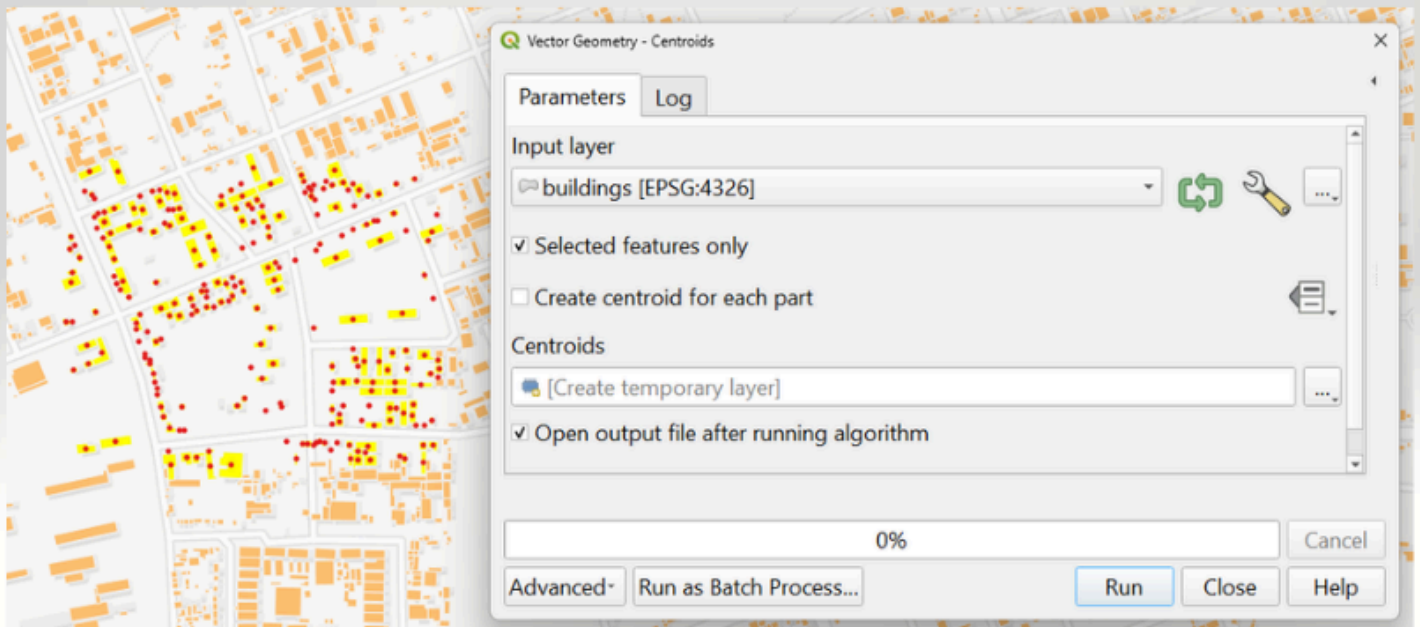 Vector Geometry - Centroids
Parameters Log
Input layer
buildings [EPSG:4326]
...
Selected features only
Create centroid for each part
Centroids
[Create temporary layer]
...
Open output file after running algorithm
0%
Cancel
Advanced
Run as Batch Process...
Run
Close
Help